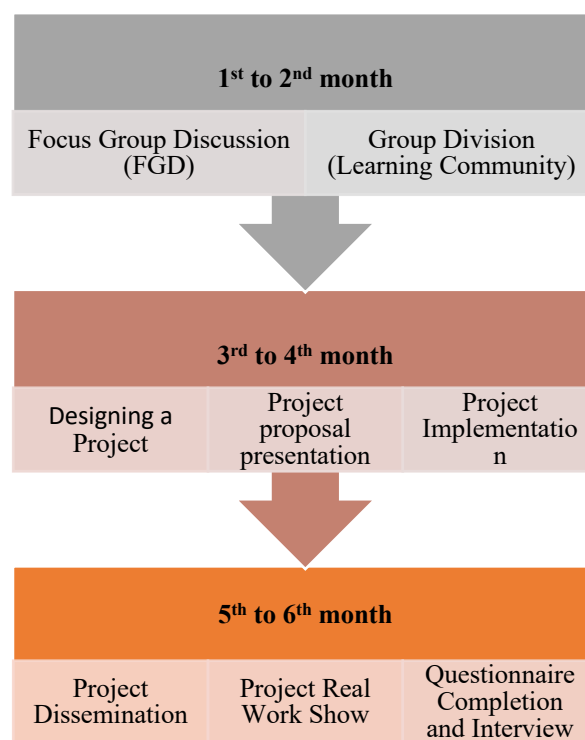 1st to 2nd month
Focus Group Discussion
(FGD)
Group Division
(Learning Community)
3rd to 4th month
Designing a
Project
Project
proposal
presentation
Project
Implementatio
n
5th to 6th month
Project
Dissemination
Project Real
Work Show
Questionnaire
Completion
and Interview